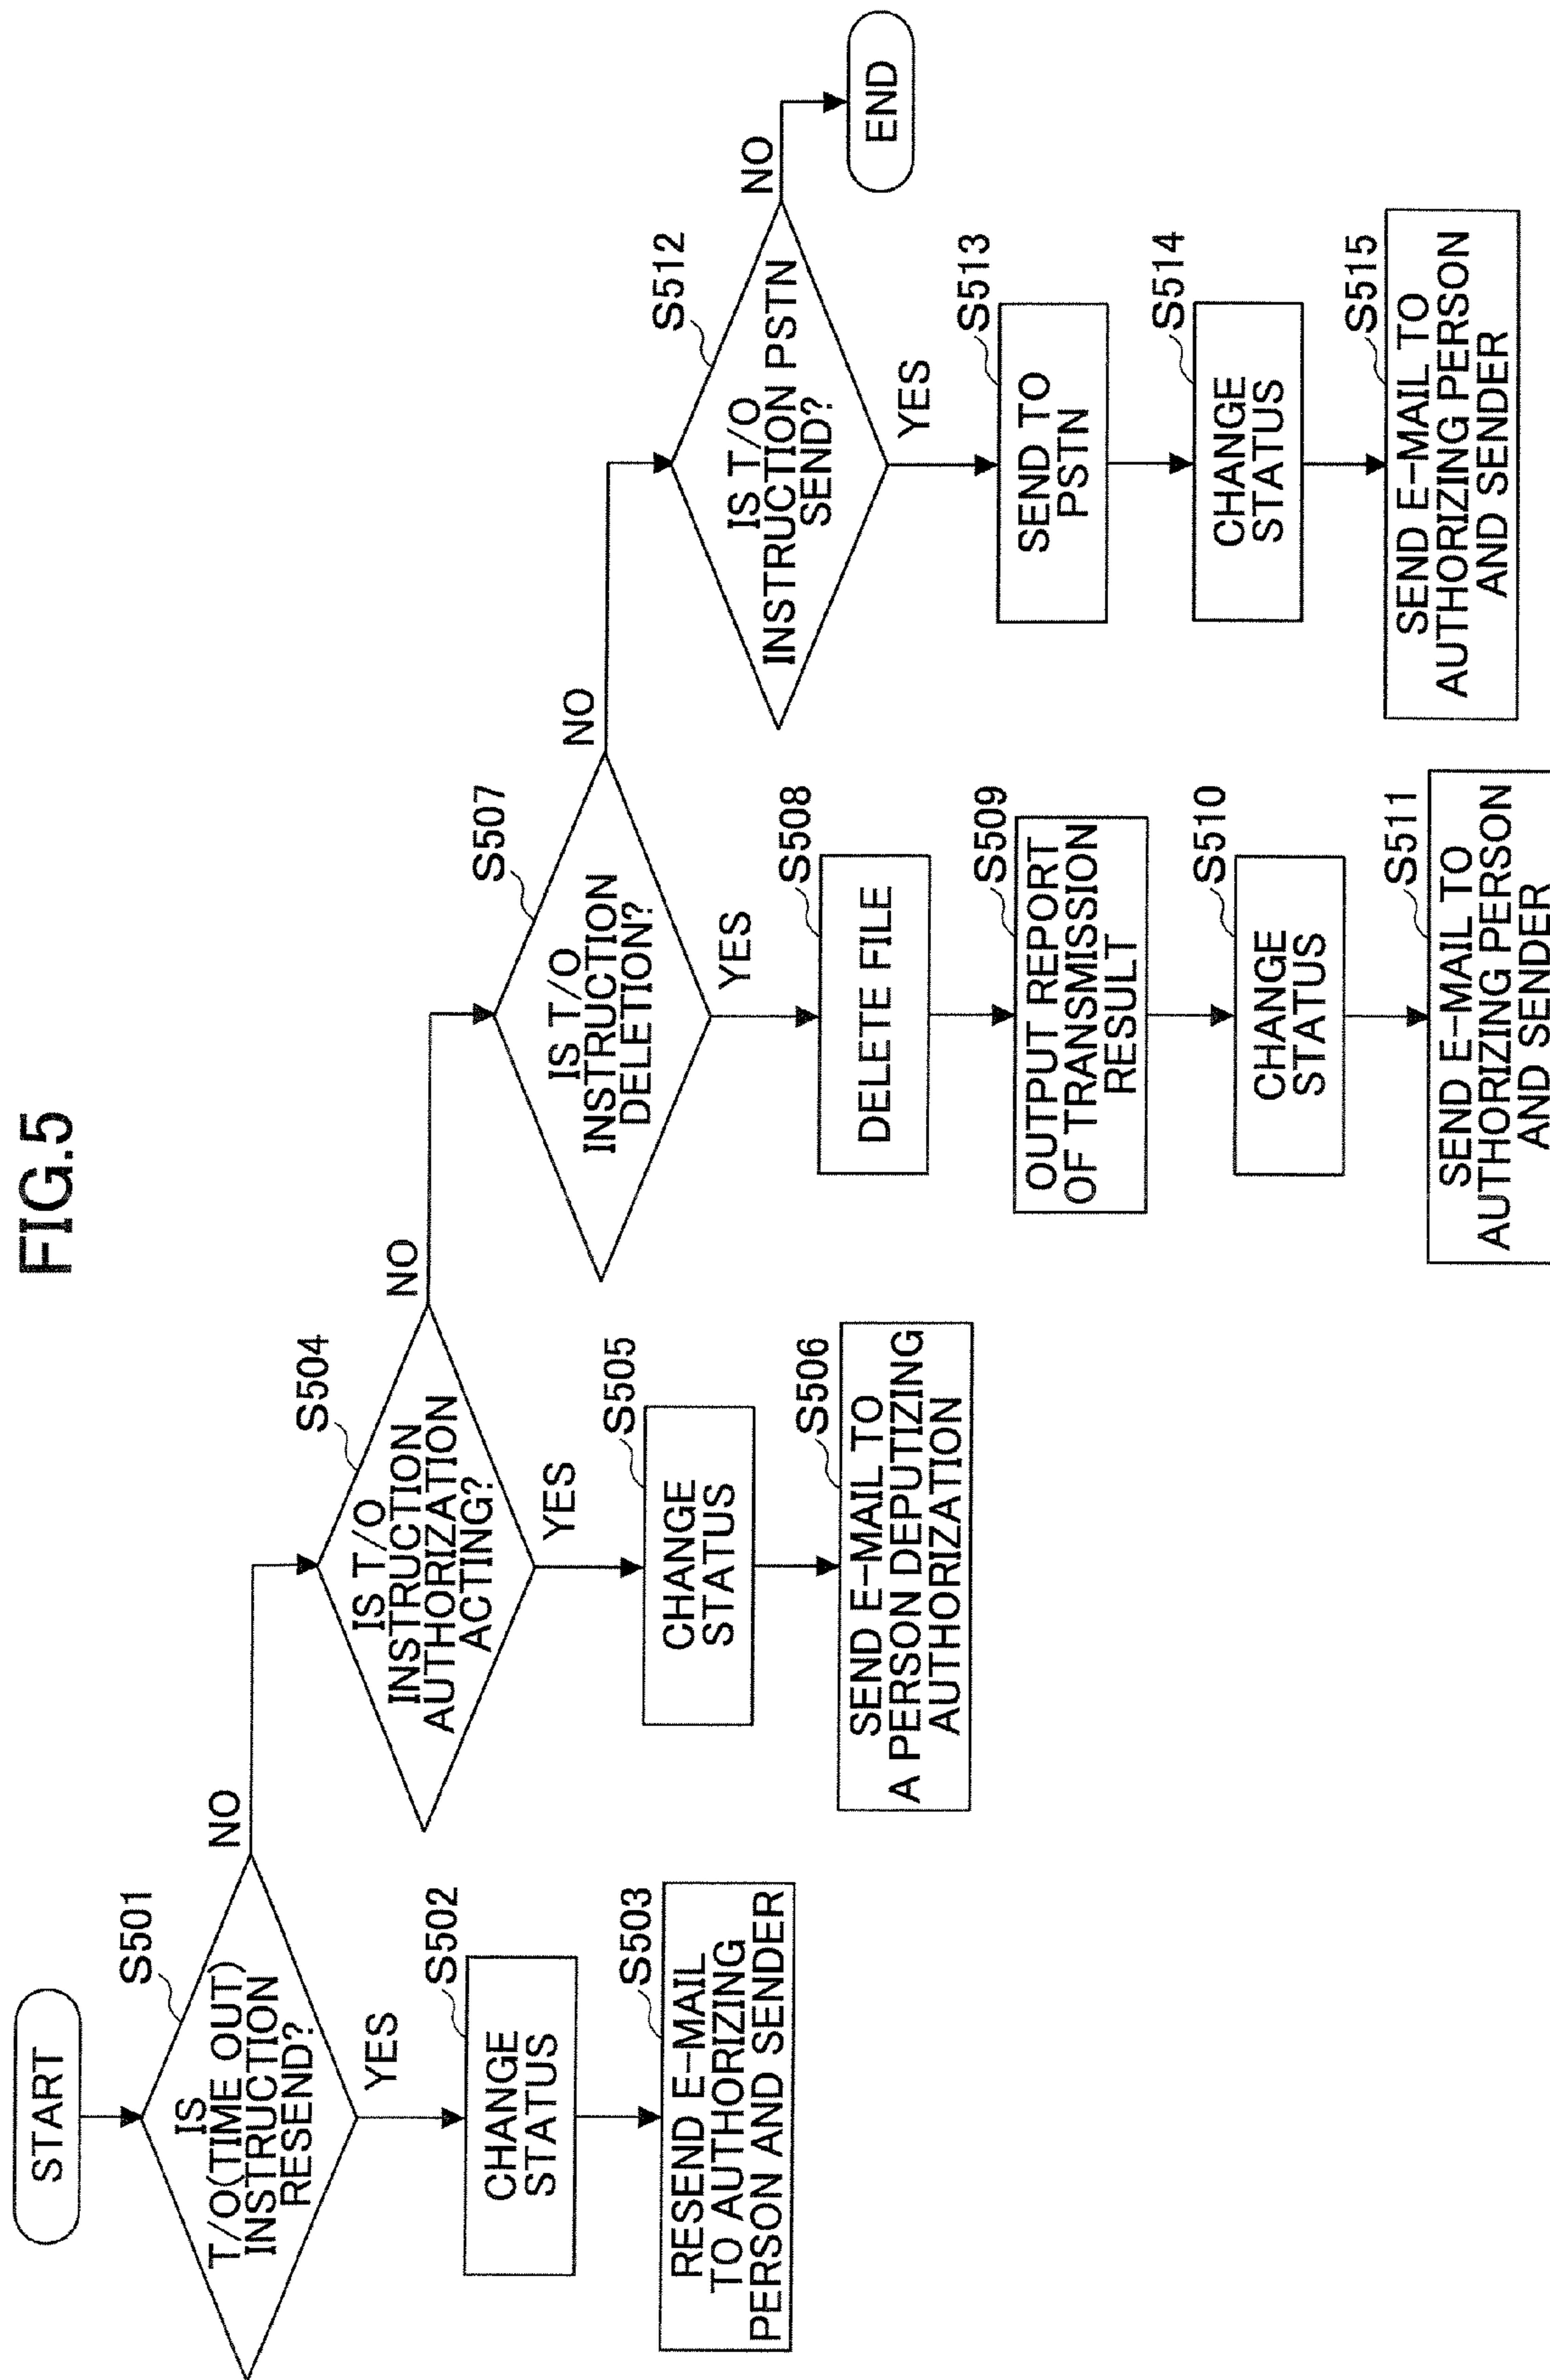 FIG.5
START
S501
IS
T/O(TIME OUT)
INSTRUCTION
RESEND?
NO
YES
S502
CHANGE
STATUS
S503
RESEND E-MAIL
TO AUTHORIZING
PERSON AND SENDER
S504
IS T/O
INSTRUCTION
AUTHORIZATION
ACTING?
NO
YES
S505
CHANGE
STATUS
S506
SEND E-MAIL TO
A PERSON DEPUTIZING
AUTHORIZATION
S507
IS T/O
INSTRUCTION
DELETION?
NO
YES
S508
DELETE FILE
S509
OUTPUT REPORT
OF TRANSMISSION
RESULT
S510
CHANGE
STATUS
S511
SEND E-MAIL TO
AUTHORIZING PERSON
AND SENDER
S512
IS T/O
INSTRUCTION PSTN
SEND?
NO
END
YES
S513
SEND TO
PSTN
S514
CHANGE
STATUS
S515
SEND E-MAIL TO
AUTHORIZING PERSON
AND SENDER